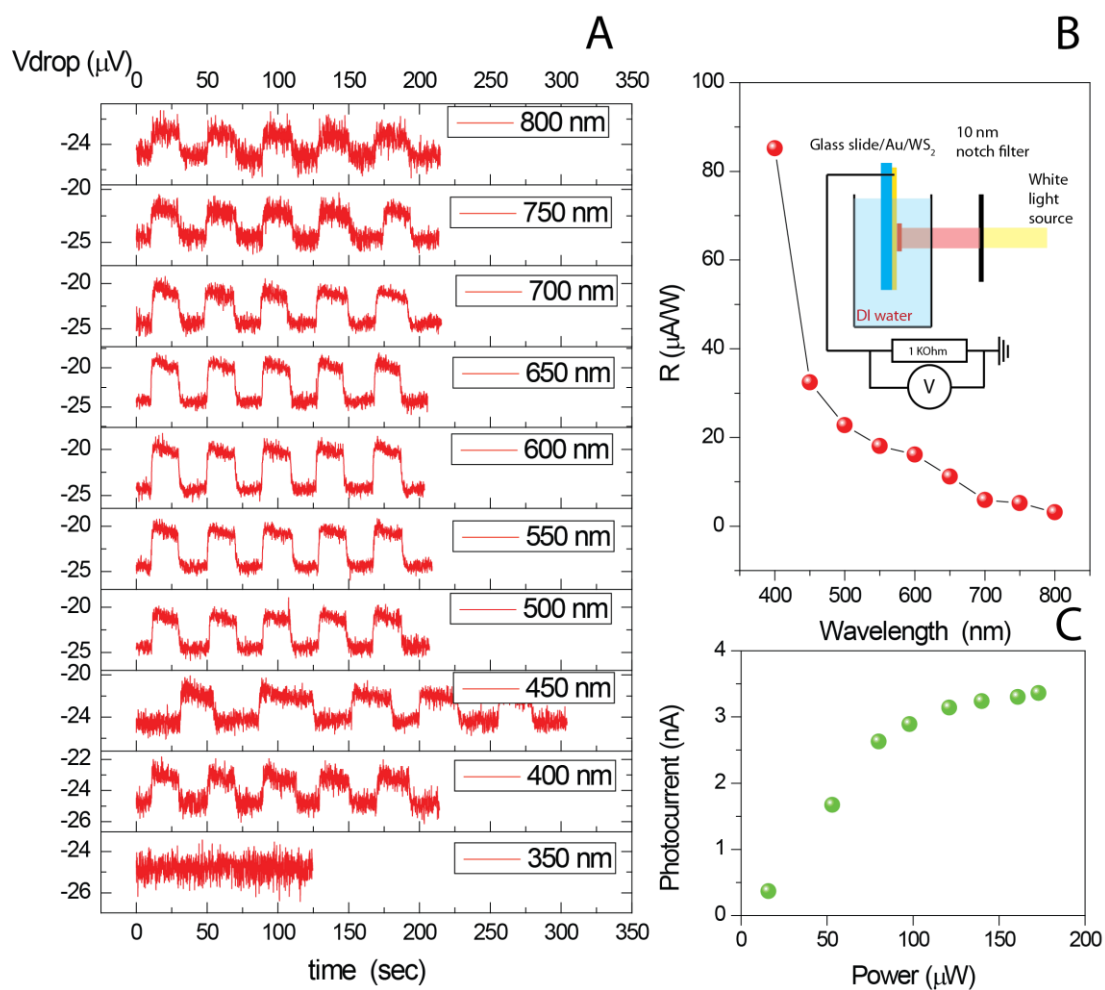 A
Vdrop (μV)
0 50 100 150 200 250 300 350
-24
800 nm
-20
-25
750 nm
-20
-25
700 nm
-20
-25
650 nm
-20
-25
600 nm
-20
-25
550 nm
-20
-25
500 nm
-20
-24
450 nm
-22
-24
-26
400 nm
-24
-26
350 nm
0 50 100 150 200 250 300 350
time (sec)
B
100
80
60
40
20
0
R (μA/W)
Glass slide/Au/WS₂
10 nm
notch filter
White
light
source
DI water
1 KOhm
V
400 500 600 700 800
Wavelength (nm)
C
4
3
2
1
0
Photocurrent (nA)
0 50 100 150 200
Power (μW)